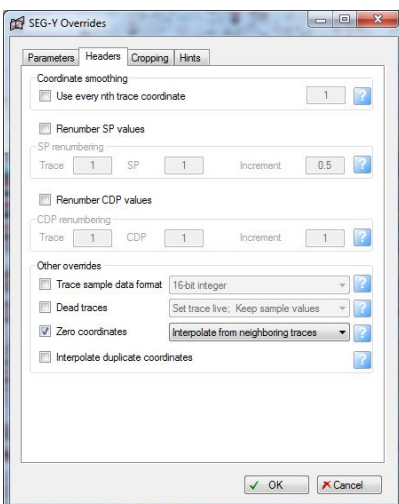 SEG-Y Overrides
Parameters Headers Cropping Hints
Coordinate smoothing
Use every nth trace coordinate 1 ?
Renumber SP values
SP renumbering
Trace 1 SP 1 Increment 0.5 ?
Renumber CDP values
CDP renumbering
Trace 1 CDP 1 Increment 1 ?
Other overrides
Trace sample data format 16-bit integer ?
Dead traces Set trace live; Keep sample values ?
Zero coordinates Interpolate from neighboring traces ?
Interpolate duplicate coordinates ?
OK Cancel